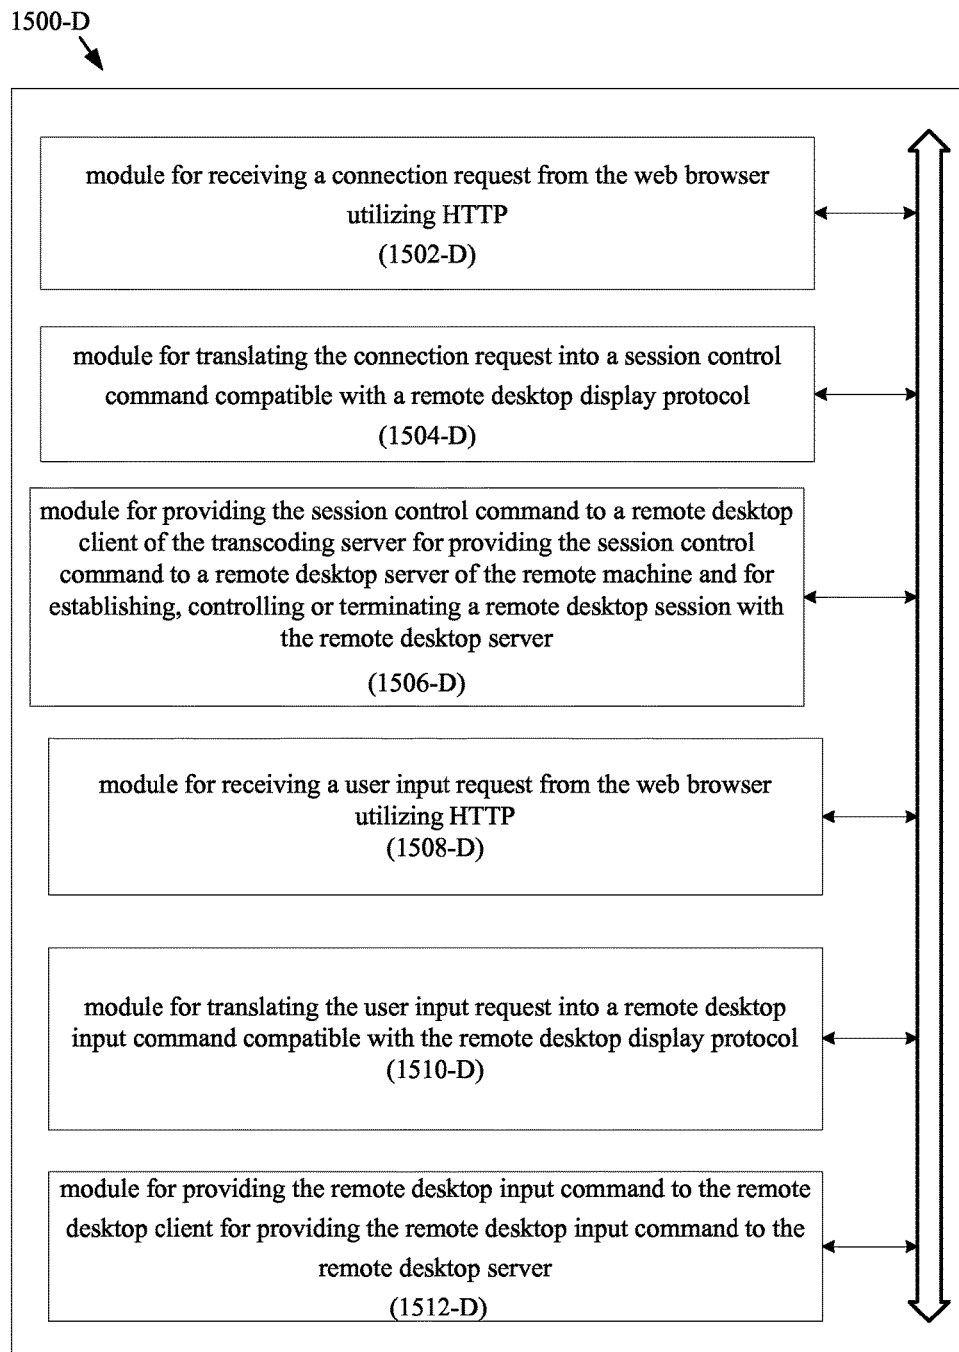 1500-D
module for receiving a connection request from the web browser
utilizing HTTP
(1502-D)
module for translating the connection request into a session control
command compatible with a remote desktop display protocol
(1504-D)
module for providing the session control command to a remote desktop
client of the transcoding server for providing the session control
command to a remote desktop server of the remote machine and for
establishing, controlling or terminating a remote desktop session with
the remote desktop server
(1506-D)
module for receiving a user input request from the web browser
utilizing HTTP
(1508-D)
module for translating the user input request into a remote desktop
input command compatible with the remote desktop display protocol
(1510-D)
module for providing the remote desktop input command to the remote
desktop client for providing the remote desktop input command to the
remote desktop server
(1512-D)